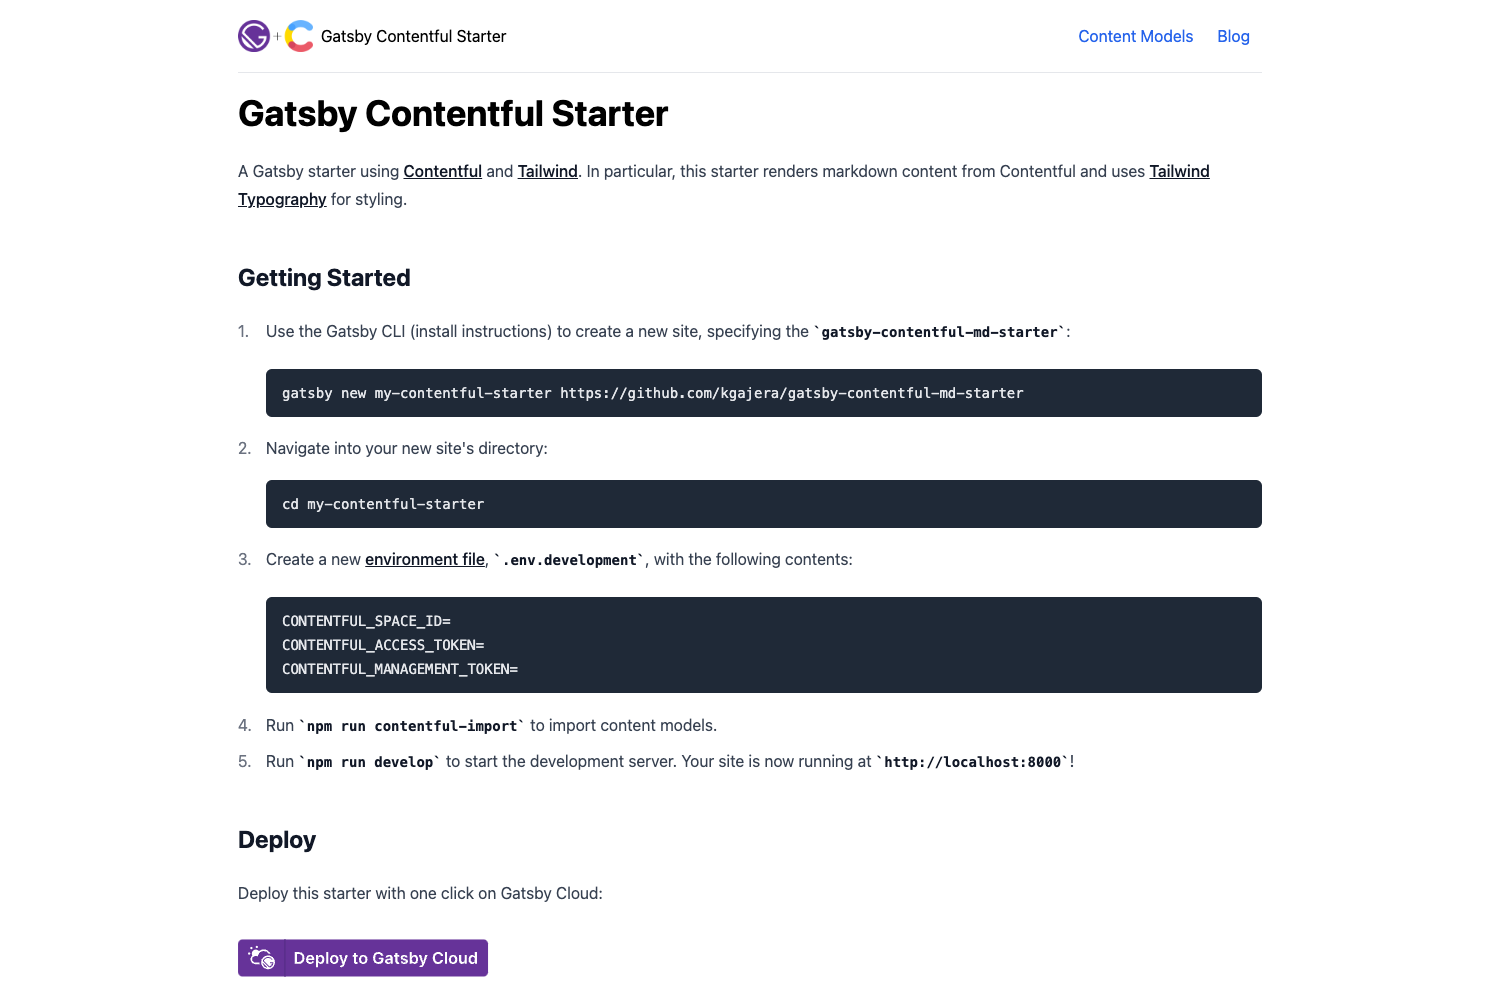 Gatsby Contentful Starter
Content Models
Blog
Gatsby Contentful Starter
A Gatsby starter using Contentful and Tailwind. In particular, this starter renders markdown content from Contentful and uses Tailwind
Typography for styling.
Getting Started
1. Use the Gatsby CLI (install instructions) to create a new site, specifying the `gatsby-contentful-md-starter`:
gatsby new my-contentful-starter https://github.com/kgajera/gatsby-contentful-md-starter
2. Navigate into your new site's directory:
cd my-contentful-starter
3. Create a new environment file, `.env.development`, with the following contents:
CONTENTFUL_SPACE_ID=
CONTENTFUL_ACCESS_TOKEN=
CONTENTFUL_MANAGEMENT_TOKEN=
4. Run `npm run contentful-import` to import content models.
5. Run `npm run develop` to start the development server. Your site is now running at `http://localhost:8000`!
Deploy
Deploy this starter with one click on Gatsby Cloud:
Deploy to Gatsby Cloud